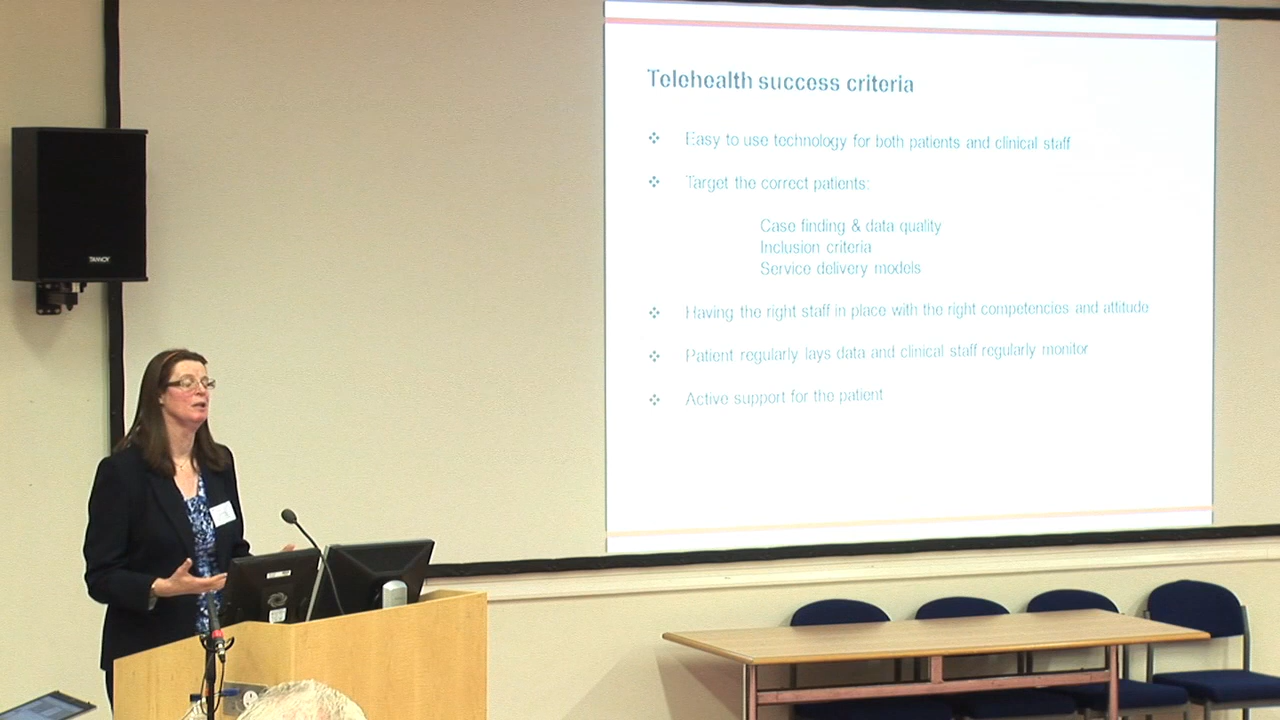 Telehealth success criteria
Easy to use technology for both patients and clinical staff
Target the correct patients:
Case finding & data quality
Inclusion criteria
Service delivery models
Having the right staff in place with the right competencies and attitude
Patient regularly lays data and clinical staff regularly monitor
Active support for the patient
TANNOY